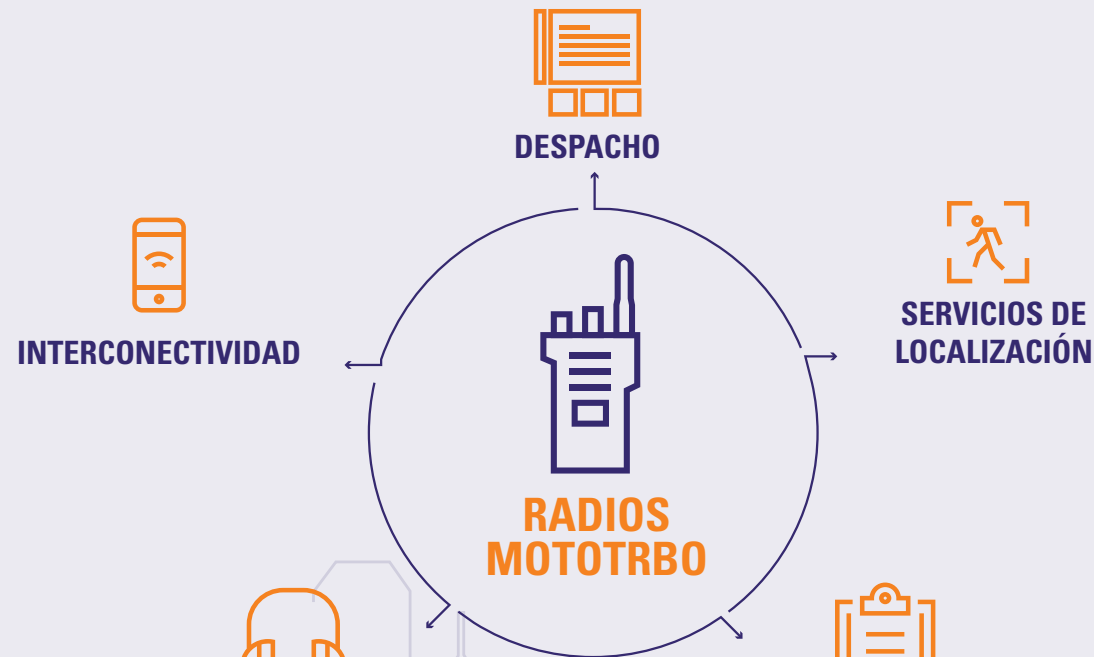 DESPACHO
INTERCONECTIVIDAD
SERVICIOS DE
LOCALIZACIÓN
RADIOS
MOTOTRBO